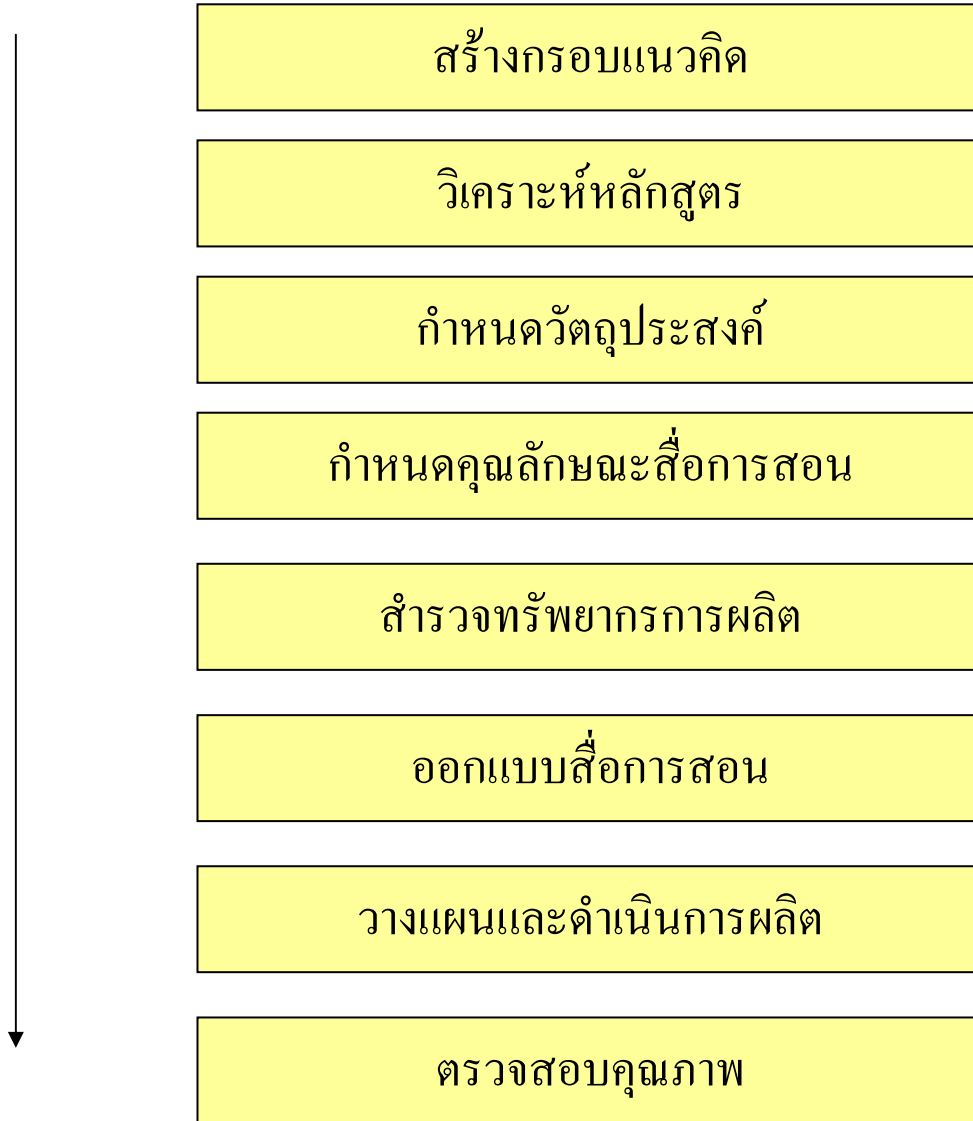 สร้างกรอบแนวคิด
วิเคราะห์หลักสูตร
กำหนดวัตถุประสงค์
กำหนดคุณลักษณะสื่อการสอน
สำรวจทรัพยากรการผลิต
ออกแบบสื่อการสอน
วางแผนและดำเนินการผลิต
ตรวจสอบคุณภาพ